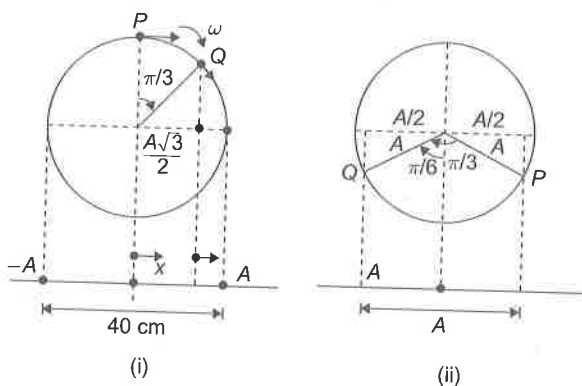 P ω
Q
π/3
A√3/2
–A x A
40 cm
(i)
A/2 A/2
A A
Q π/6 π/3 P
A
A
(ii)